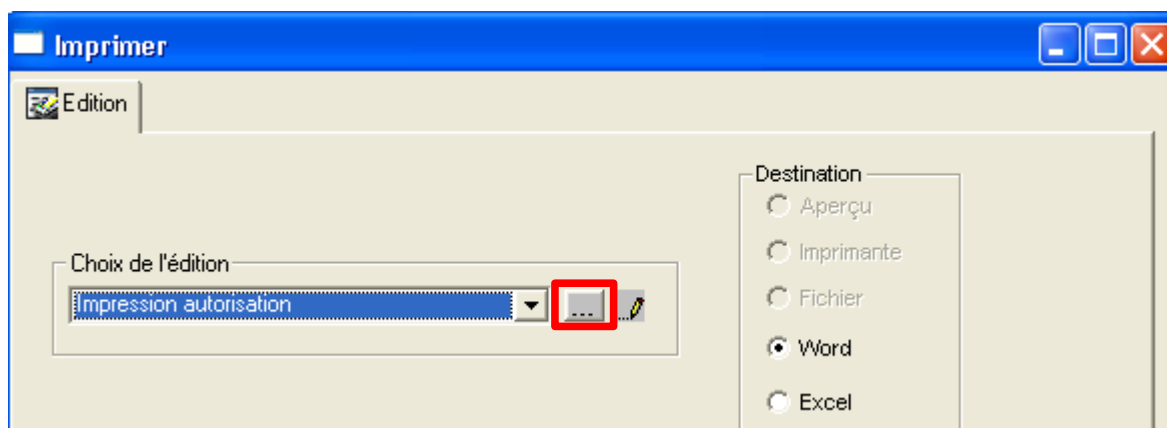 Imprimer
Edition
Destination
Aperçu
Imprimante
Fichier
Word
Excel
Choix de l'édition
Impression autorisation
...